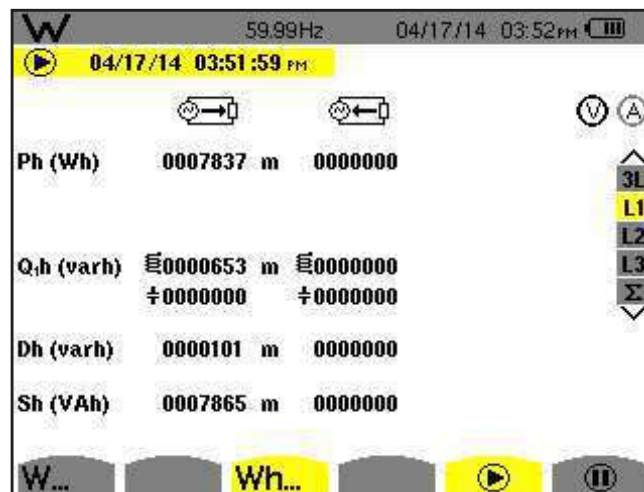 W 59.99Hz 04/17/14 03:52PM
04/17/14 03:51:59 PM
V A
Ph (Wh) 0007837 m 0000000
3L
L1
L2
L3
Σ
Q₁h (varh) 0000653 m 0000000
0000000 0000000
Dh (varh) 0000101 m 0000000
Sh (VAh) 0007865 m 0000000
W... Wh...